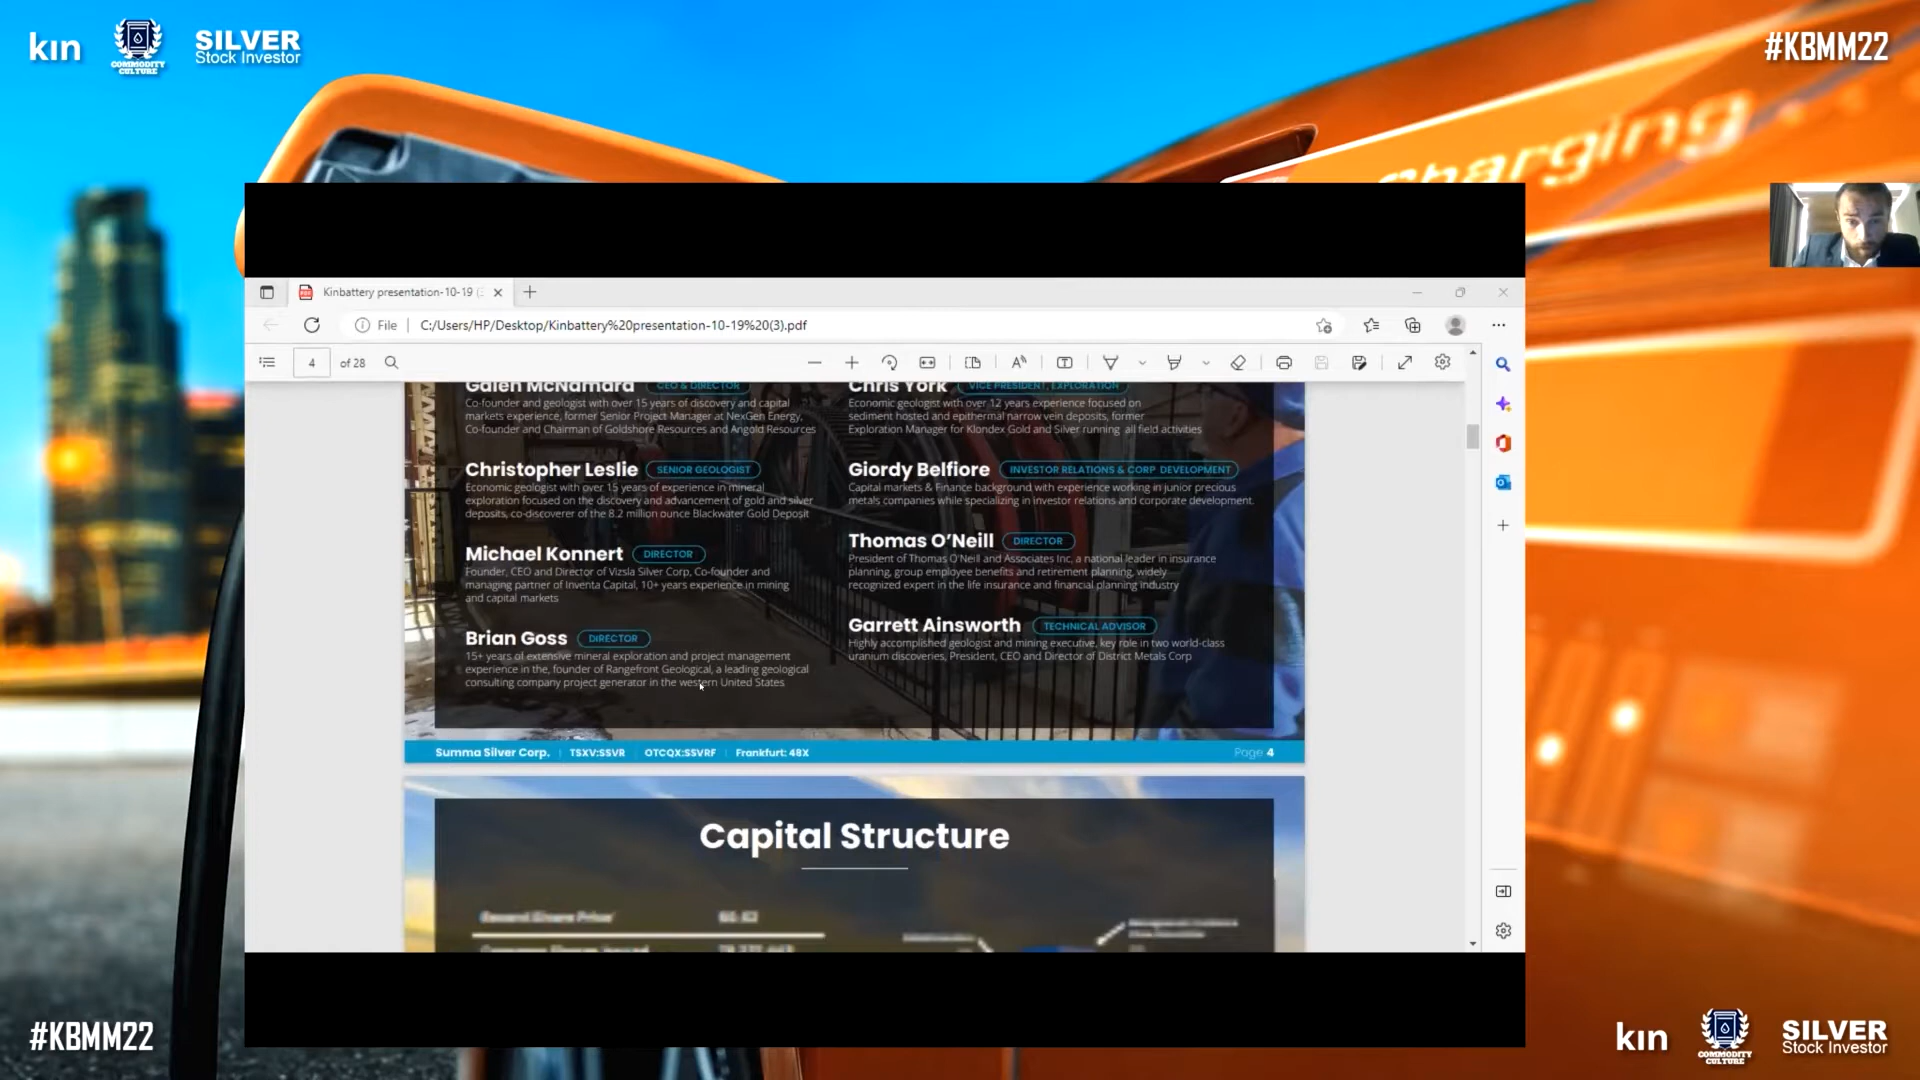 kin
COMMODITY
CULTURE
SILVER
Stock Investor
#KBMM22
Charging
Kinbattery presentation-10-19 (
File
C:/Users/HP/Desktop/Kinbattery%20presentation-10-19%20(3).pdf
4 of 28
Galen McNamara CEO & DIRECTOR
Co-founder and geologist with over 15 years of discovery and capital
markets experience, former Senior Project Manager at NexGen Energy,
Co-founder and Chairman of Goldshore Resources and Angold Resources
Christopher Leslie SENIOR GEOLOGIST
Economic geologist with over 15 years of experience in mineral
exploration focused on the discovery and advancement of gold and silver
deposits, co-discoverer of the 8.2 million ounce Blackwater Gold Deposit
Michael Konnert DIRECTOR
Founder, CEO and Director of Vizsla Silver Corp, Co-founder and
managing partner of Inventa Capital, 10+ years experience in mining
and capital markets
Brian Goss DIRECTOR
15+ years of extensive mineral exploration and project management
experience in the, founder of Rangefront Geological, a leading geological
consulting company project generator in the western United States
Chris York VICE PRESIDENT, EXPLORATION
Economic geologist with over 12 years experience focused on
sediment hosted and epithermal narrow vein deposits, former
Exploration Manager for Klondex Gold and Silver running all field activities
Giordy Belfiore INVESTOR RELATIONS & CORP DEVELOPMENT
Capital markets & Finance background with experience working in junior precious
metals companies while specializing in investor relations and corporate development.
Thomas O'Neill DIRECTOR
President of Thomas O'Neill and Associates Inc, a national leader in insurance
planning, group employee benefits and retirement planning, widely
recognized expert in the life insurance and financial planning industry
Garrett Ainsworth TECHNICAL ADVISOR
Highly accomplished geologist and mining executive, key role in two world-class
uranium discoveries, President, CEO and Director of District Metals Corp
Summa Silver Corp. TSXV:SSVR OTCQX:SSVRF Frankfurt: 48X Page 4
Capital Structure
Recent Share Price
#KBMM22
kin
COMMODITY
CULTURE
SILVER
Stock Investor